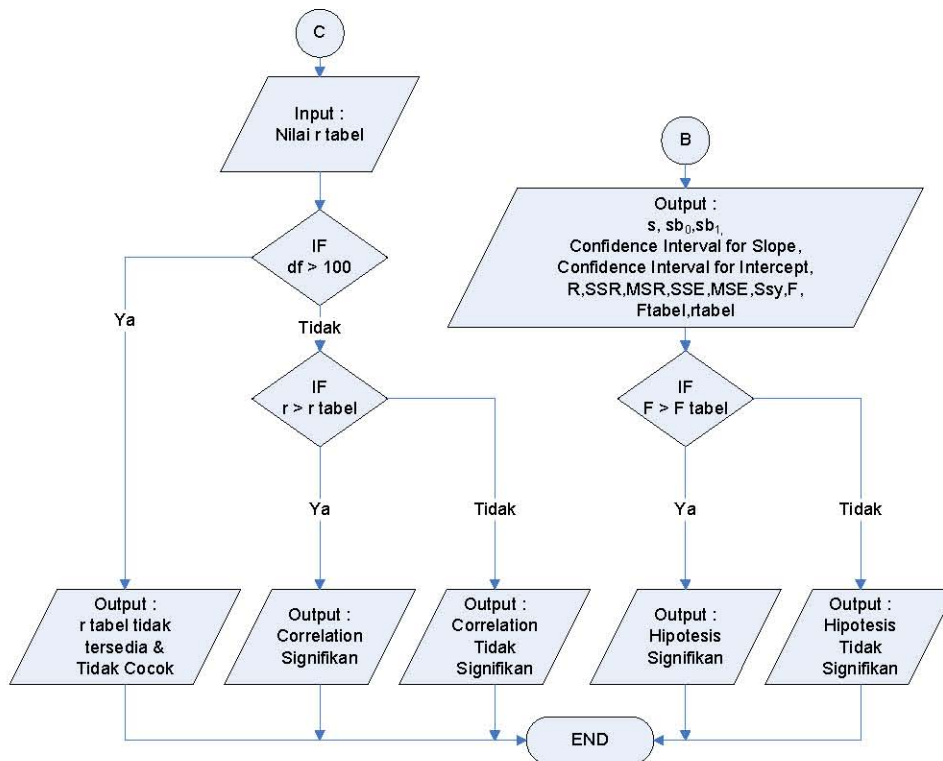 C
Input :
Nilai r tabel
IF
df > 100
Ya
Tidak
IF
r > r tabel
Ya
Tidak
Output :
r tabel tidak
tersedia &
Tidak Cocok
Output :
Correlation
Signifikan
Output :
Correlation
Tidak
Signifikan
B
Output :
s, sb₀,sb₁,
Confidence Interval for Slope,
Confidence Interval for Intercept,
R,SSR,MSR,SSE,MSE,Ssy,F,
Ftabel,rtabel
IF
F > F tabel
Ya
Tidak
Output :
Hipotesis
Signifikan
Output :
Hipotesis
Tidak
Signifikan
END